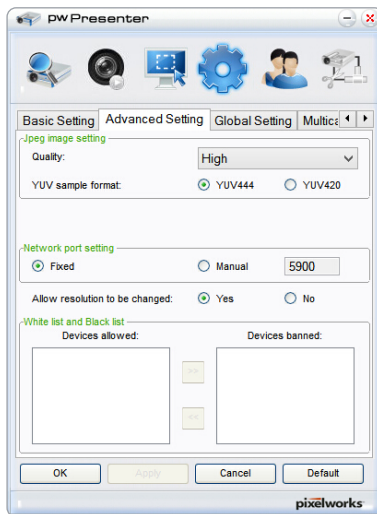 pwPresenter
Basic Setting Advanced Setting Global Setting Multica
Jpeg image setting
Quality: High
YUV sample format: YUV444 YUV420
Network port setting
Fixed Manual 5900
Allow resolution to be changed: Yes No
White list and Black list
Devices allowed: Devices banned:
>>
<<
OK Apply Cancel Default
pixelworks